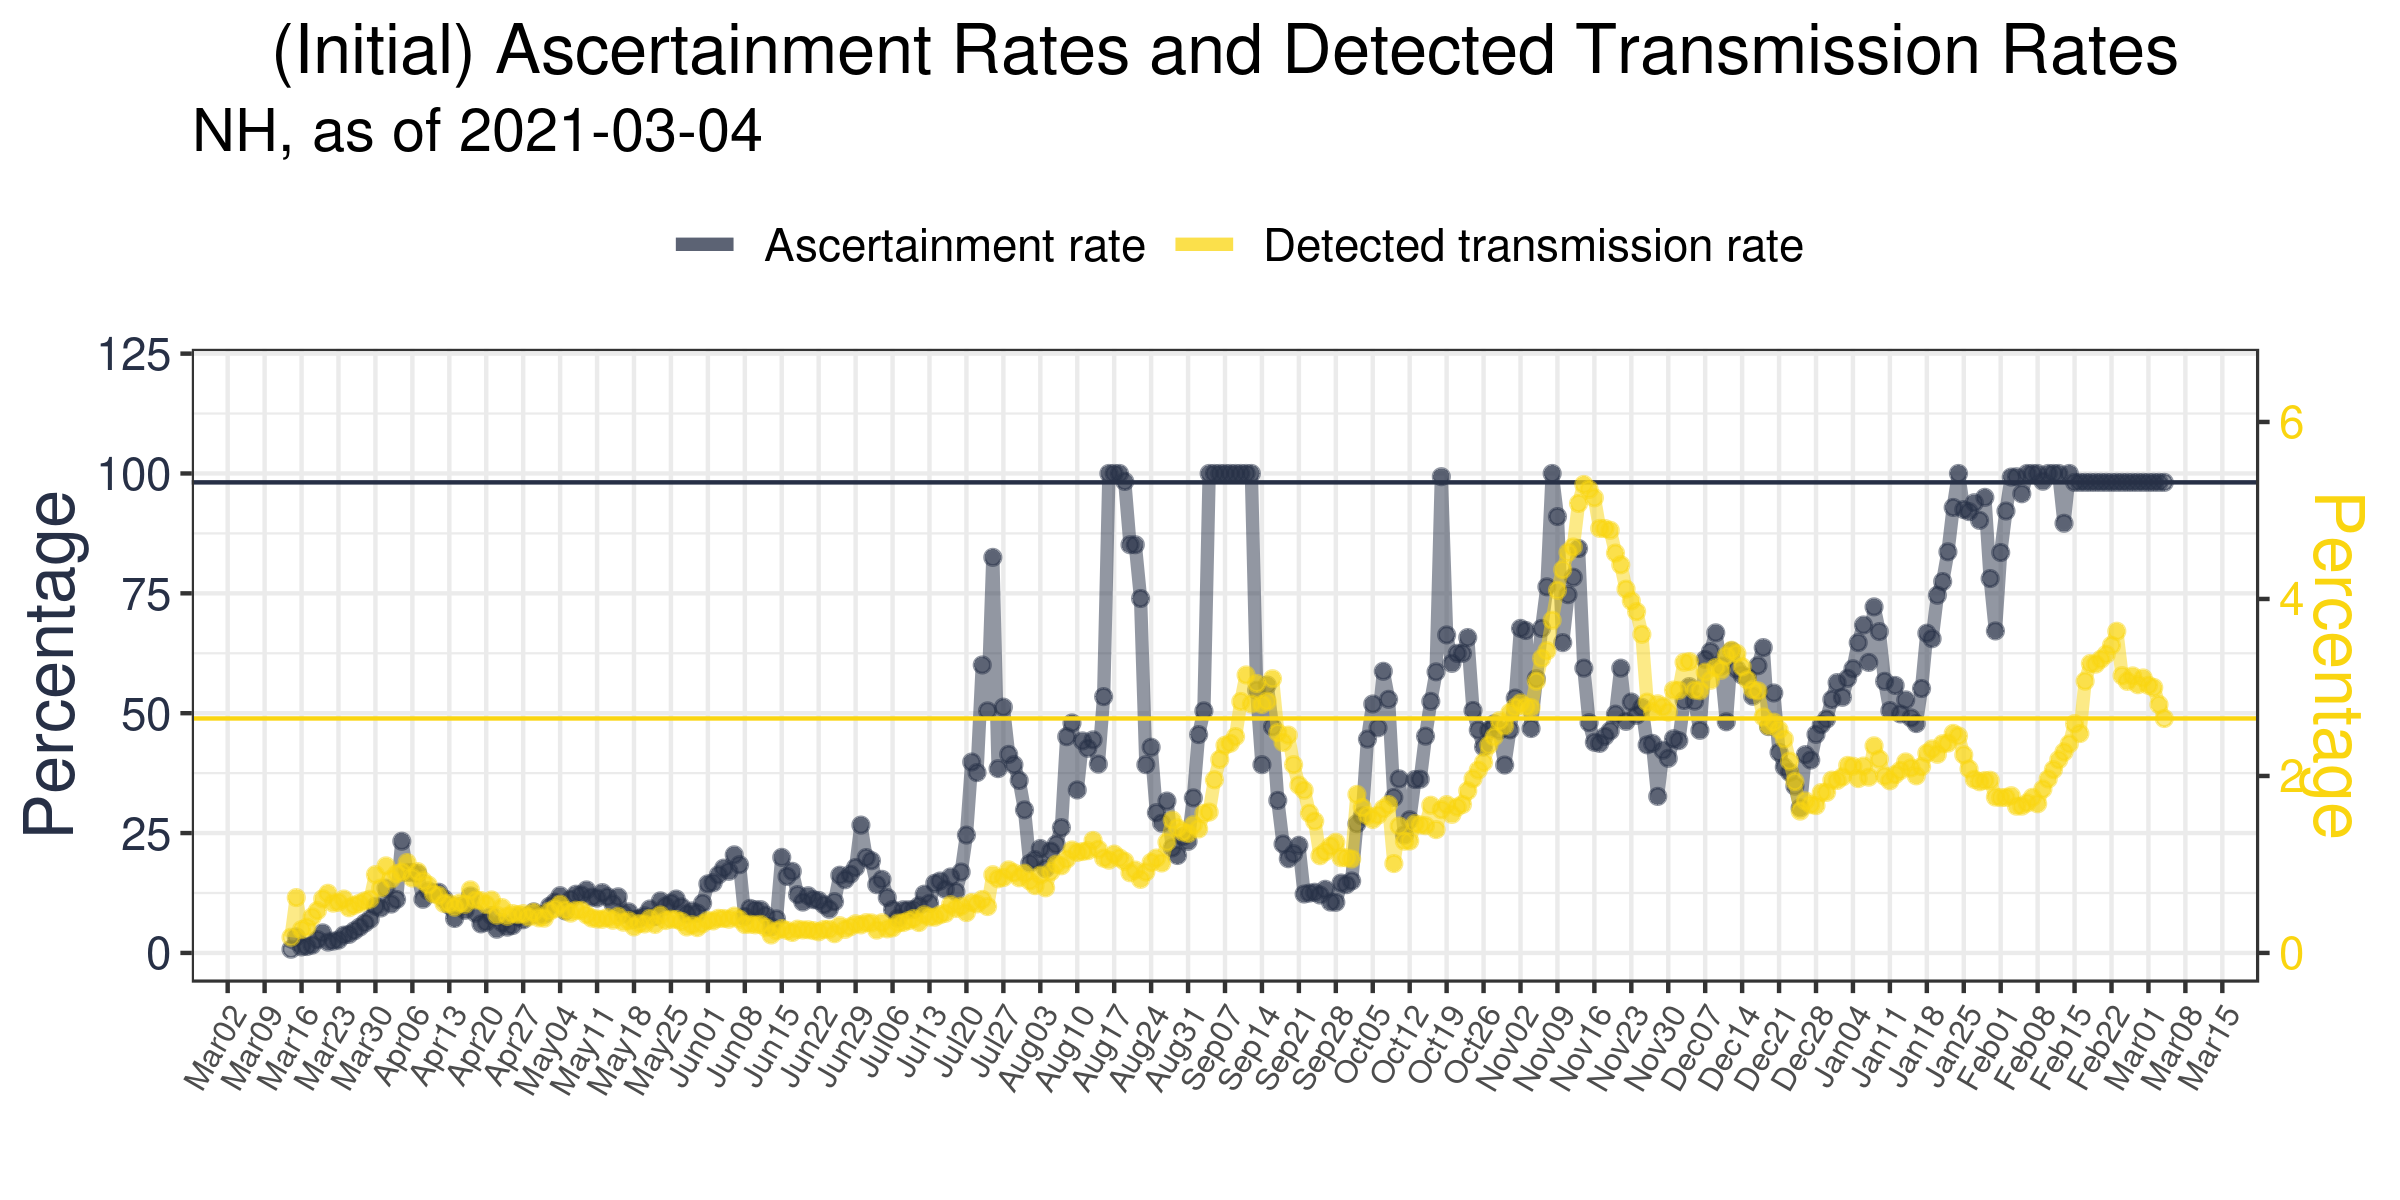 (Initial) Ascertainment Rates and Detected Transmission Rates
NH, as of 2021-03-04
Ascertainment rate
Detected transmission rate
Percentage
125
100
75
50
25
0
6
4
2
0
Percentage
Mar02
Mar09
Mar16
Mar23
Mar30
Apr06
Apr13
Apr20
Apr27
May04
May11
May18
May25
Jun01
Jun08
Jun15
Jun22
Jun29
Jul06
Jul13
Jul20
Jul27
Aug03
Aug10
Aug17
Aug24
Aug31
Sep07
Sep14
Sep21
Sep28
Oct05
Oct12
Oct19
Oct26
Nov02
Nov09
Nov16
Nov23
Nov30
Dec07
Dec14
Dec21
Dec28
Jan04
Jan11
Jan18
Jan25
Feb01
Feb08
Feb15
Feb22
Mar01
Mar08
Mar15